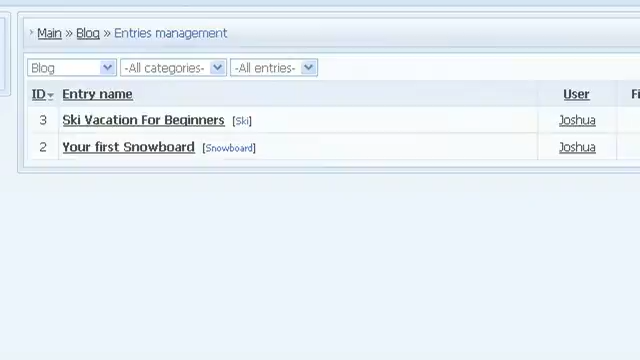 Main » Blog » Entries management
Blog -All categories- -All entries-
ID Entry name User
3 Ski Vacation For Beginners [Ski] Joshua
2 Your first Snowboard [Snowboard] Joshua